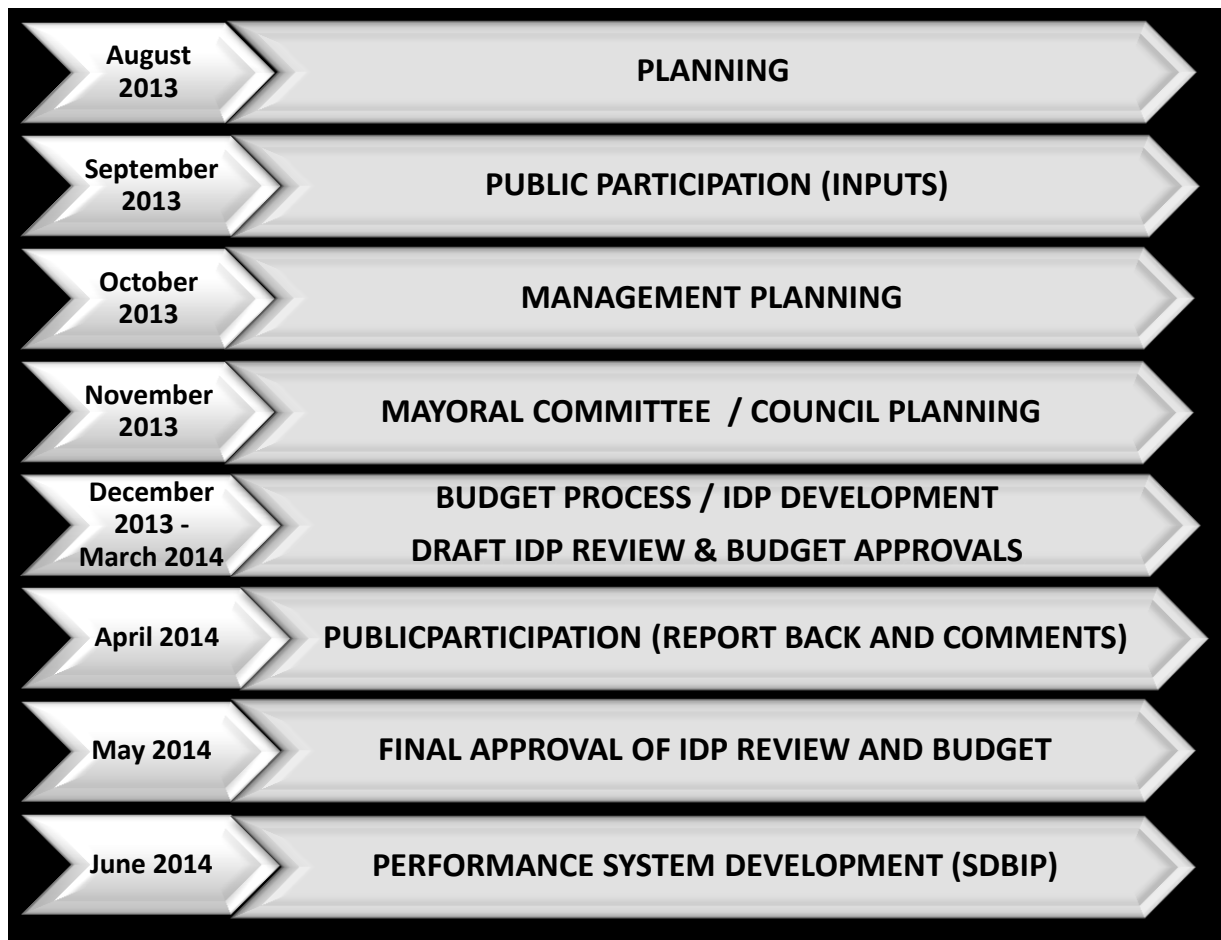 August
2013
PLANNING
September
2013
PUBLIC PARTICIPATION (INPUTS)
October
2013
MANAGEMENT PLANNING
November
2013
MAYORAL COMMITTEE / COUNCIL PLANNING
December
2013 -
March 2014
BUDGET PROCESS / IDP DEVELOPMENT
DRAFT IDP REVIEW & BUDGET APPROVALS
April 2014
PUBLICPARTICIPATION (REPORT BACK AND COMMENTS)
May 2014
FINAL APPROVAL OF IDP REVIEW AND BUDGET
June 2014
PERFORMANCE SYSTEM DEVELOPMENT (SDBIP)